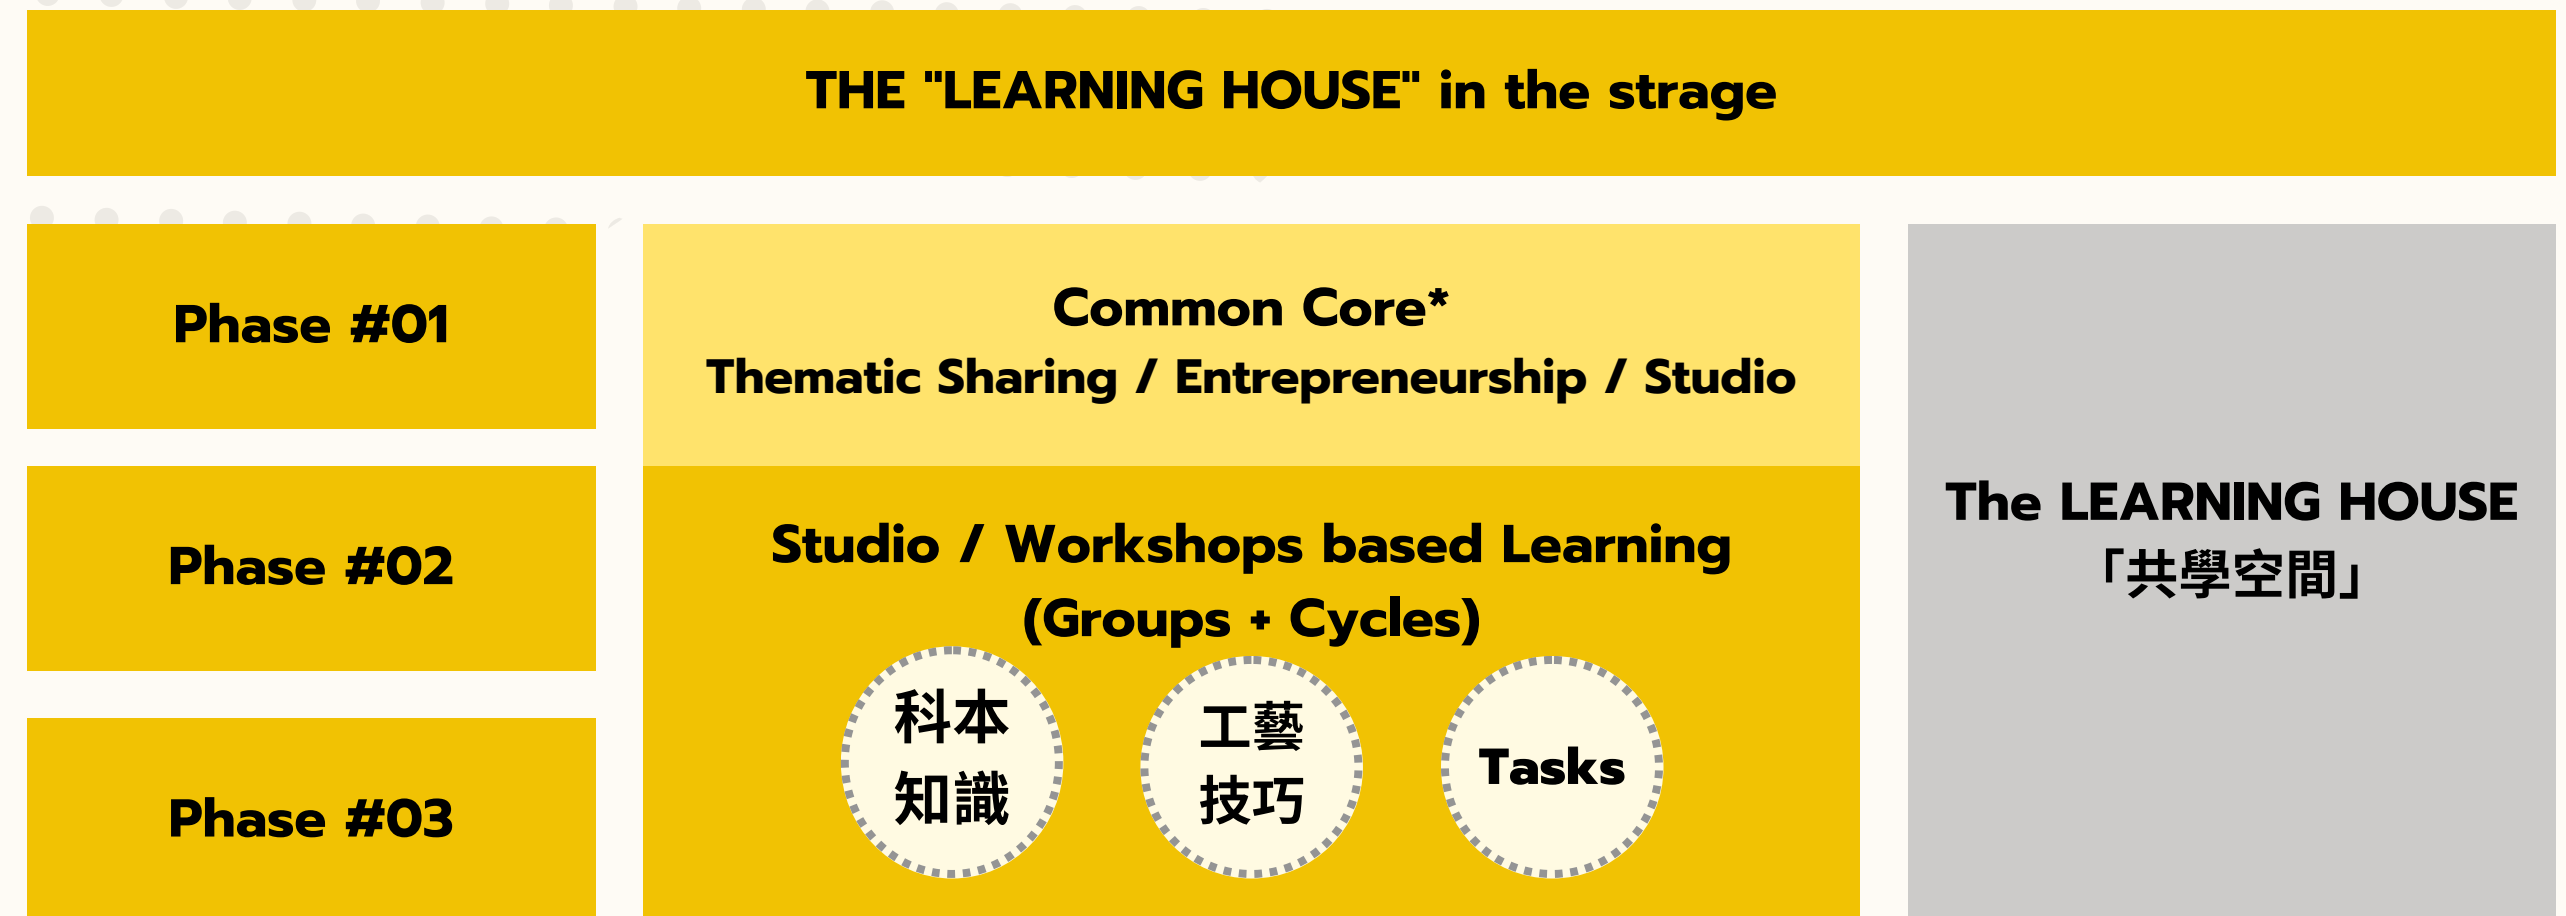 THE "LEARNING HOUSE" in the strage
Phase #01
Phase #02
Phase #03
Common Core*
Thematic Sharing / Entrepreneurship / Studio
Studio / Workshops based Learning
(Groups + Cycles)
科本
知識
工藝
技巧
Tasks
The LEARNING HOUSE
「共學空間」